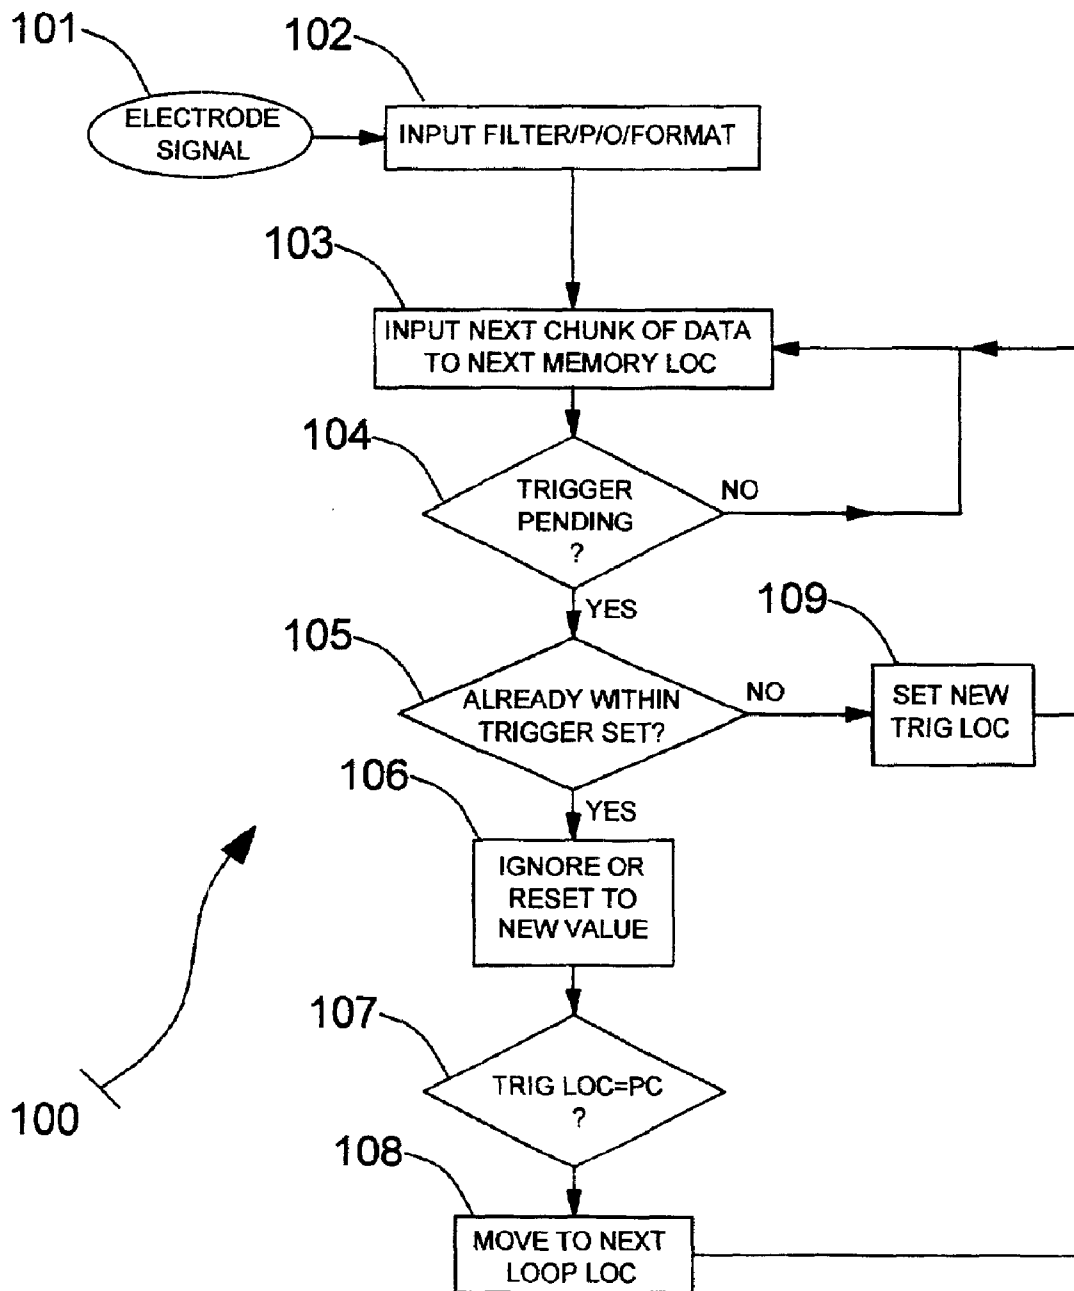 101
102
ELECTRODE
SIGNAL
INPUT FILTER/P/O/FORMAT
103
INPUT NEXT CHUNK OF DATA
TO NEXT MEMORY LOC
104
TRIGGER
PENDING
?
NO
YES
109
105
ALREADY WITHIN
TRIGGER SET?
NO
SET NEW
TRIG LOC
106
YES
IGNORE OR
RESET TO
NEW VALUE
107
TRIG LOC=PC
?
100
108
MOVE TO NEXT
LOOP LOC